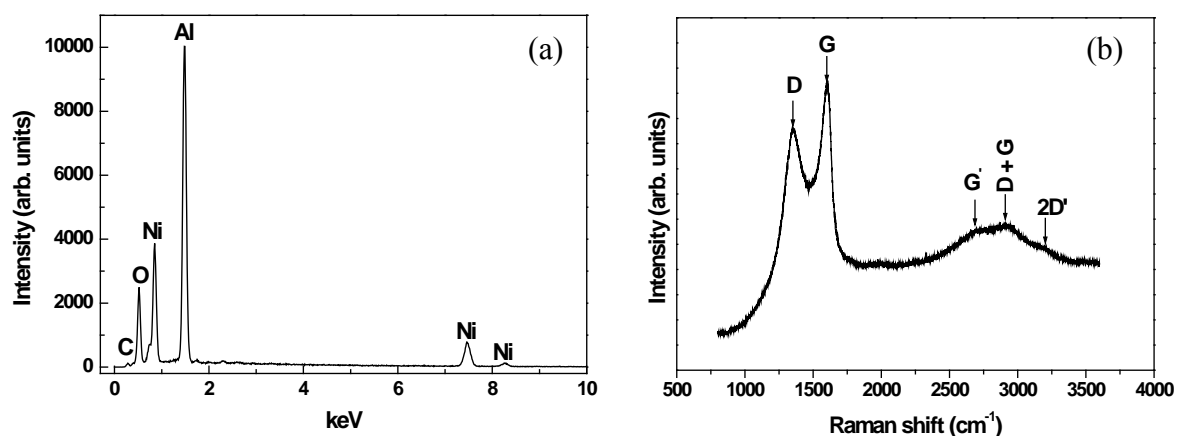 (a)
Intensity (arb. units)
10000
8000
6000
4000
2000
0
C
O
Ni
Al
Ni
Ni
0
2
4
6
8
10
keV
(b)
Intensity (arb. units)
D
G
G'
D + G
2D'
500
1000
1500
2000
2500
3000
3500
4000
Raman shift (cm⁻¹)